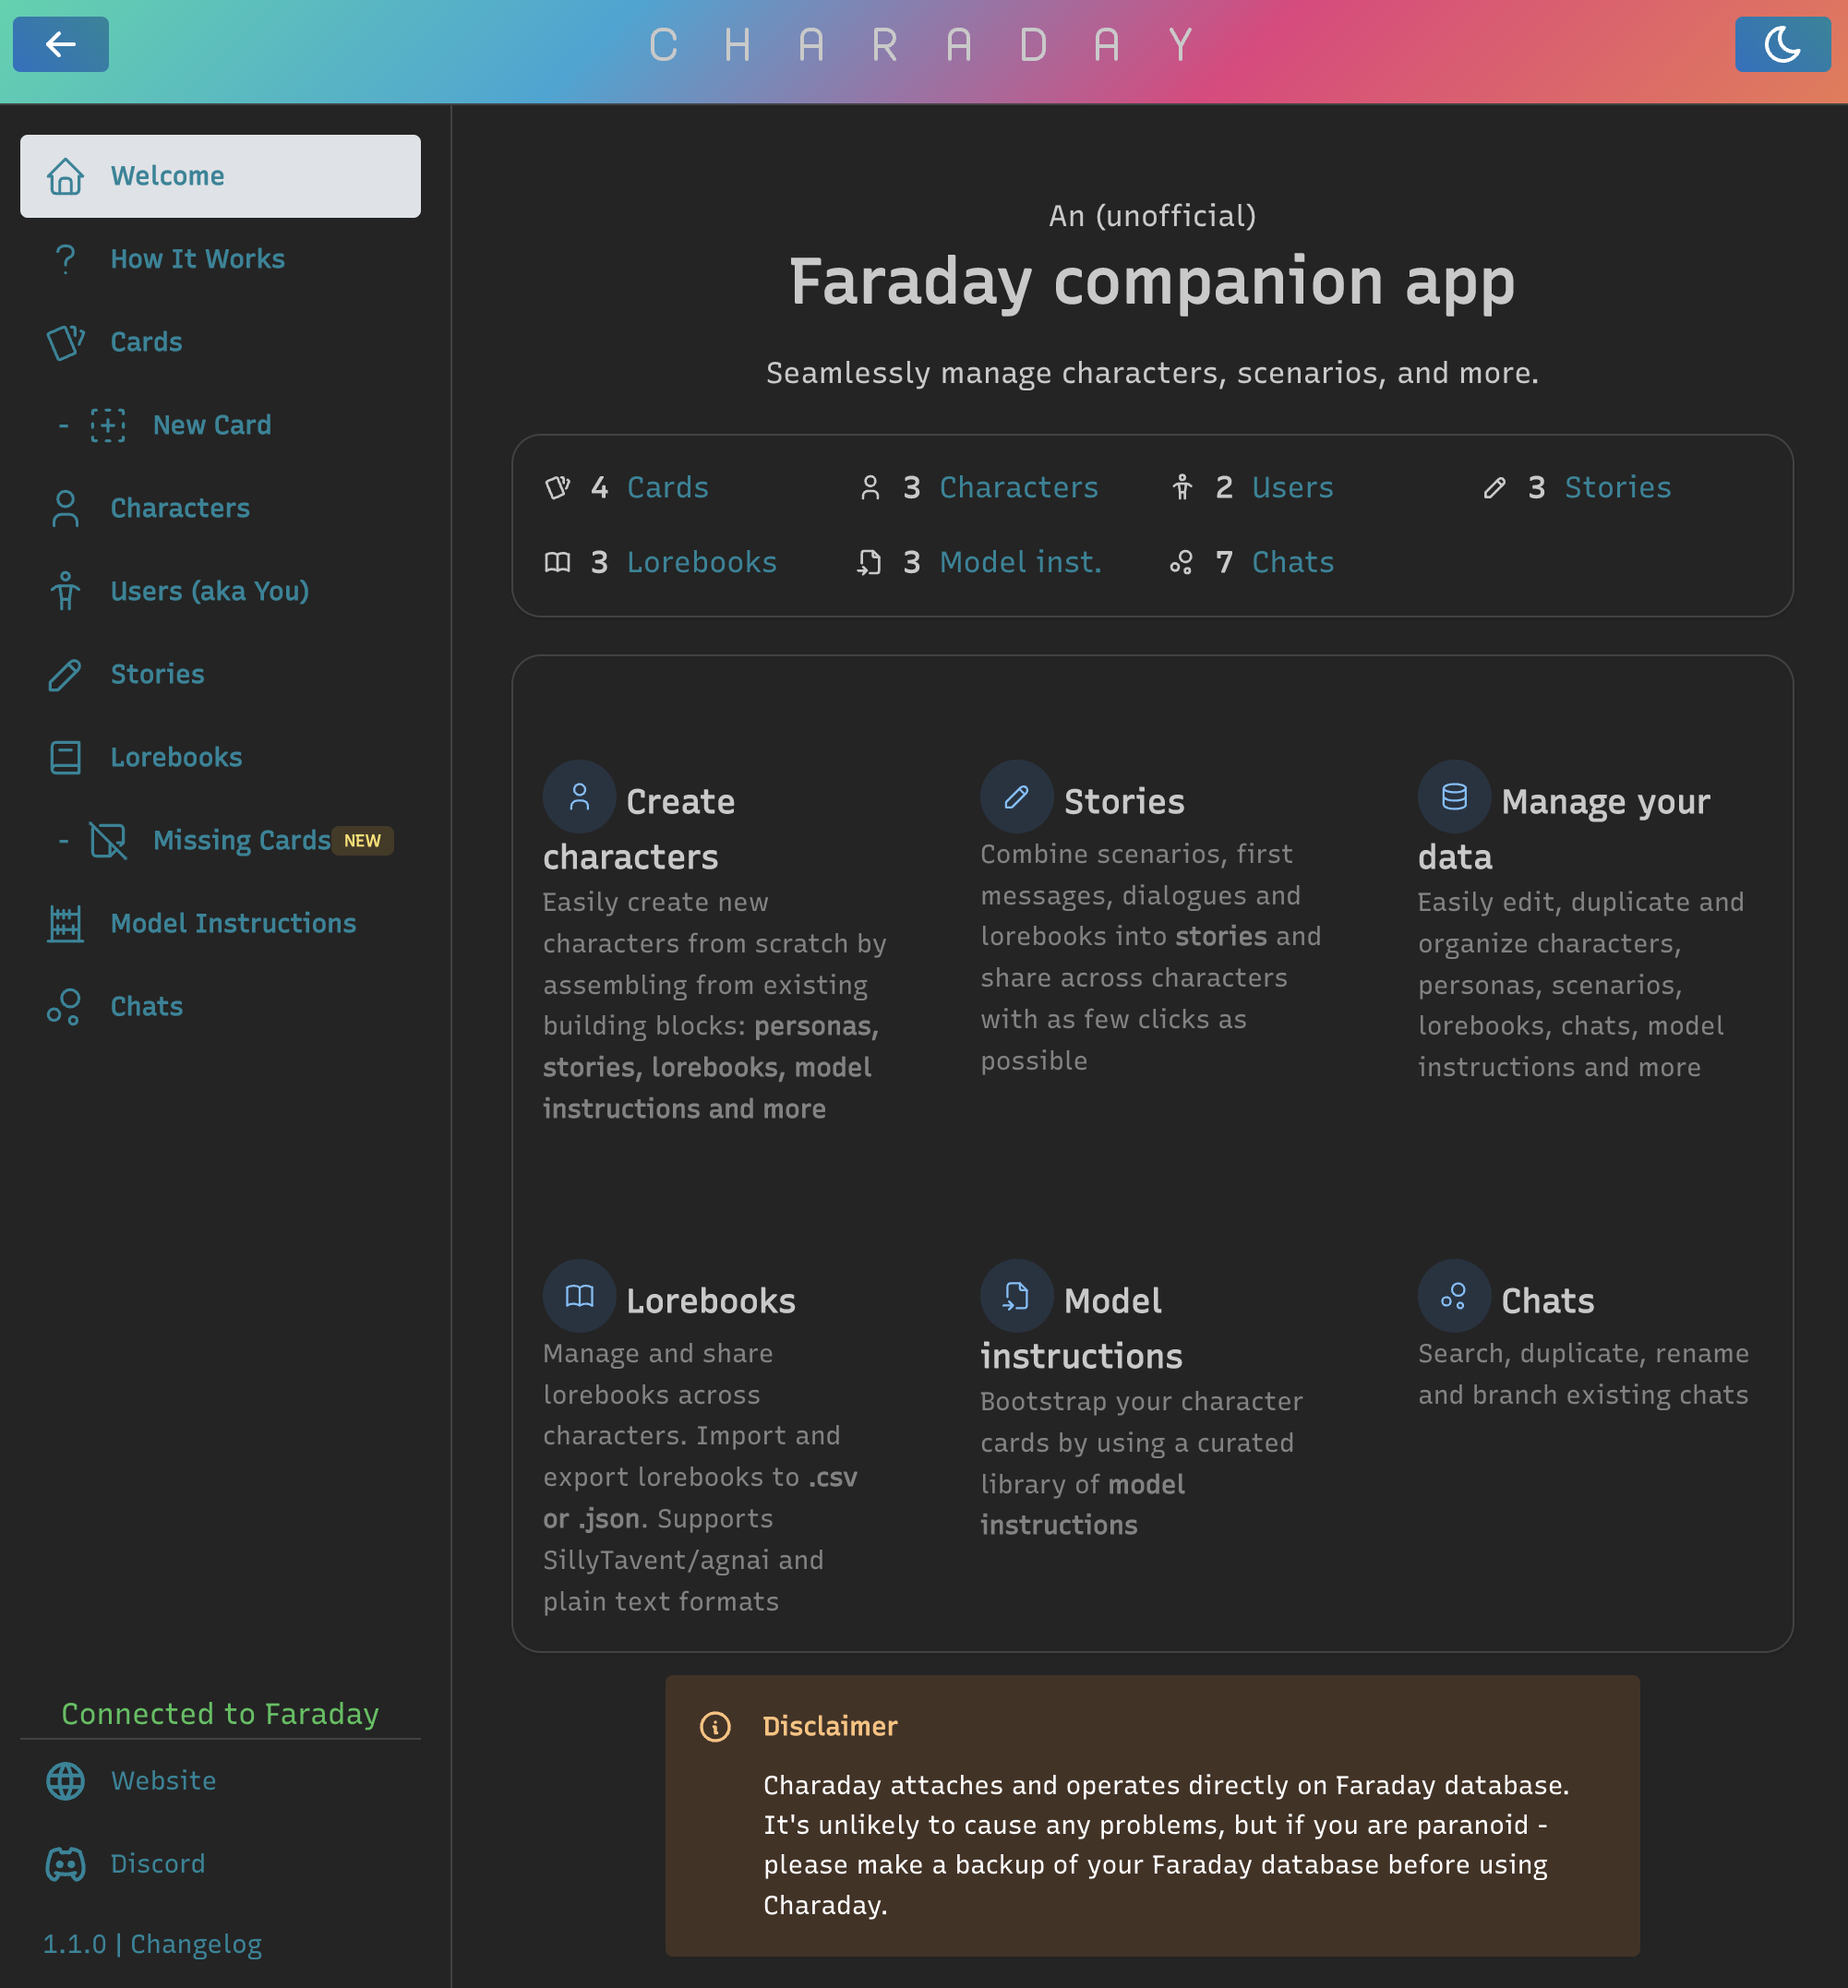 CHARADAY
Welcome
How It Works
Cards
- New Card
Characters
Users (aka You)
Stories
Lorebooks
- Missing Cards NEW
Model Instructions
Chats
Connected to Faraday
Website
Discord
1.1.0 | Changelog
An (unofficial)
Faraday companion app
Seamlessly manage characters, scenarios, and more.
4 Cards
3 Characters
2 Users
3 Stories
3 Lorebooks
3 Model inst.
7 Chats
Create
characters
Easily create new
characters from scratch by
assembling from existing
building blocks: personas,
stories, lorebooks, model
instructions and more
Stories
Combine scenarios, first
messages, dialogues and
lorebooks into stories and
share across characters
with as few clicks as
possible
Manage your
data
Easily edit, duplicate and
organize characters,
personas, scenarios,
lorebooks, chats, model
instructions and more
Lorebooks
Manage and share
lorebooks across
characters. Import and
export lorebooks to .csv
or .json. Supports
SillyTavent/agnai and
plain text formats
Model
instructions
Bootstrap your character
cards by using a curated
library of model
instructions
Chats
Search, duplicate, rename
and branch existing chats
Disclaimer
Charaday attaches and operates directly on Faraday database.
It's unlikely to cause any problems, but if you are paranoid -
please make a backup of your Faraday database before using
Charaday.